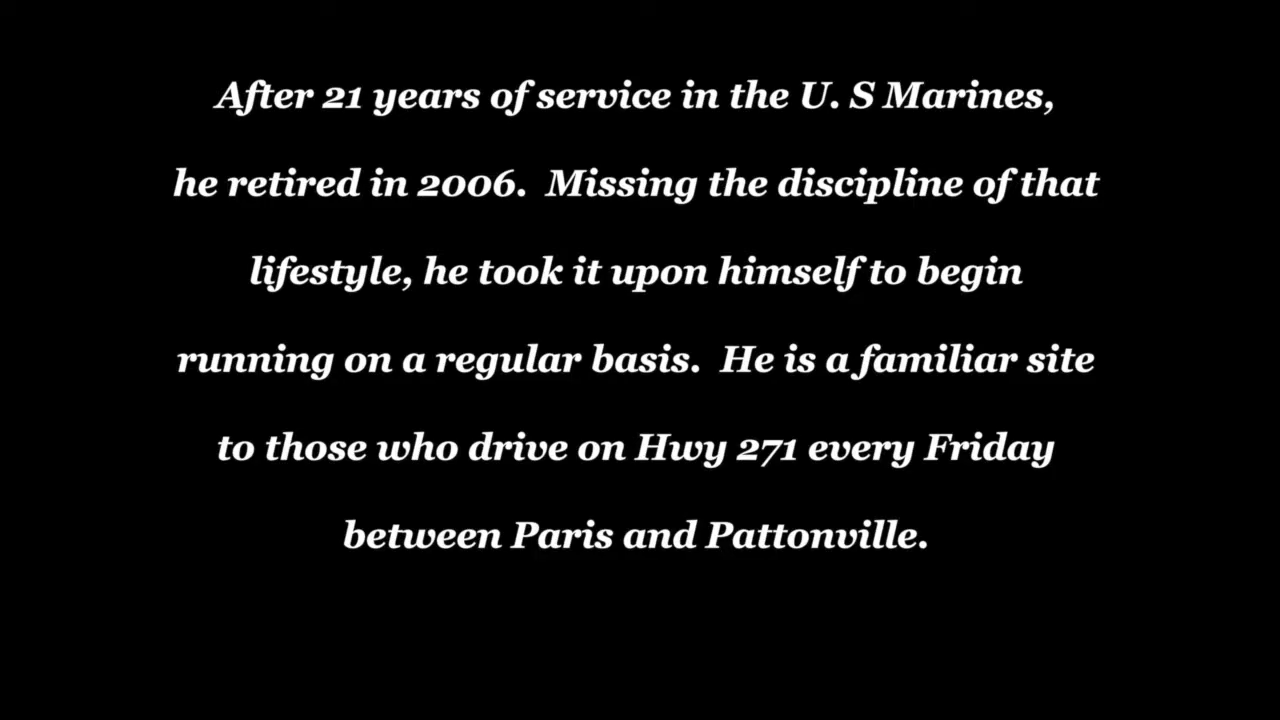 After 21 years of service in the U. S Marines,
he retired in 2006.  Missing the discipline of that
lifestyle, he took it upon himself to begin
running on a regular basis.  He is a familiar site
to those who drive on Hwy 271 every Friday
between Paris and Pattonville.